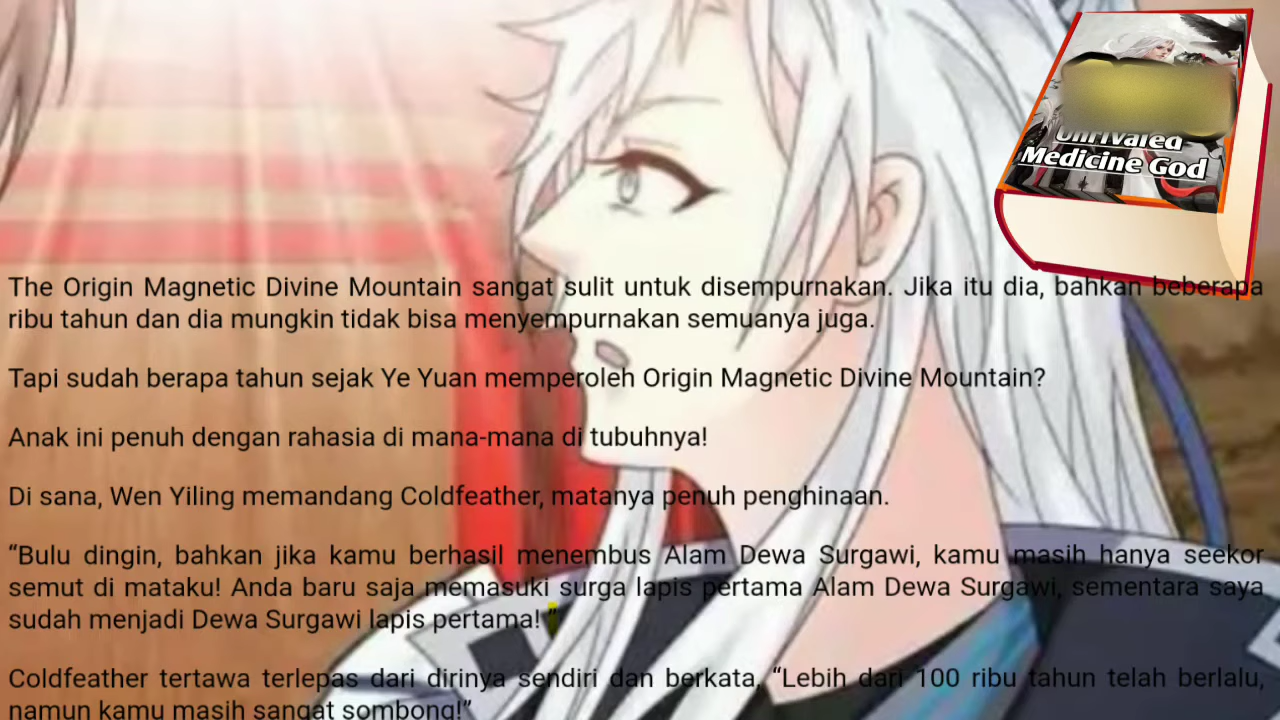 Unrivaled
Medicine God
The Origin Magnetic Divine Mountain sangat sulit untuk disempurnakan. Jika itu dia, bahkan beberapa
ribu tahun dan dia mungkin tidak bisa menyempurnakan semuanya juga.
Tapi sudah berapa tahun sejak Ye Yuan memperoleh Origin Magnetic Divine Mountain?
Anak ini penuh dengan rahasia di mana-mana di tubuhnya!
Di sana, Wen Yiling memandang Coldfeather, matanya penuh penghinaan.
“Bulu dingin, bahkan jika kamu berhasil menembus Alam Dewa Surgawi, kamu masih hanya seekor
semut di mataku! Anda baru saja memasuki surga lapis pertama Alam Dewa Surgawi, sementara saya
sudah menjadi Dewa Surgawi lapis pertama! ”
Coldfeather tertawa terlepas dari dirinya sendiri dan berkata, “Lebih dari 100 ribu tahun telah berlalu,
namun kamu masih sangat sombong!”